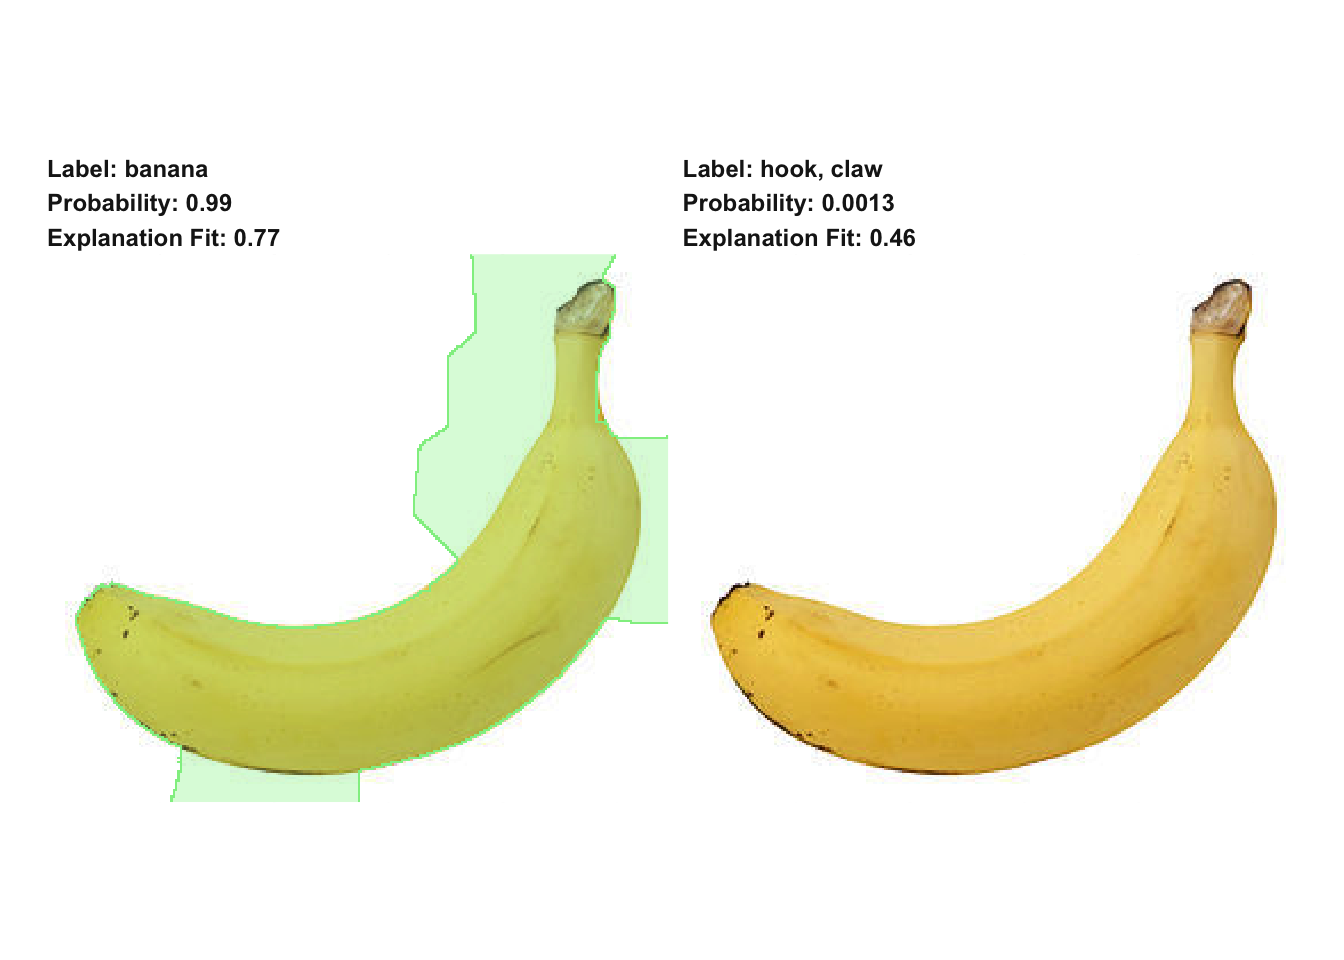 Label: banana
Probability: 0.99
Explanation Fit: 0.77
Label: hook, claw
Probability: 0.0013
Explanation Fit: 0.46